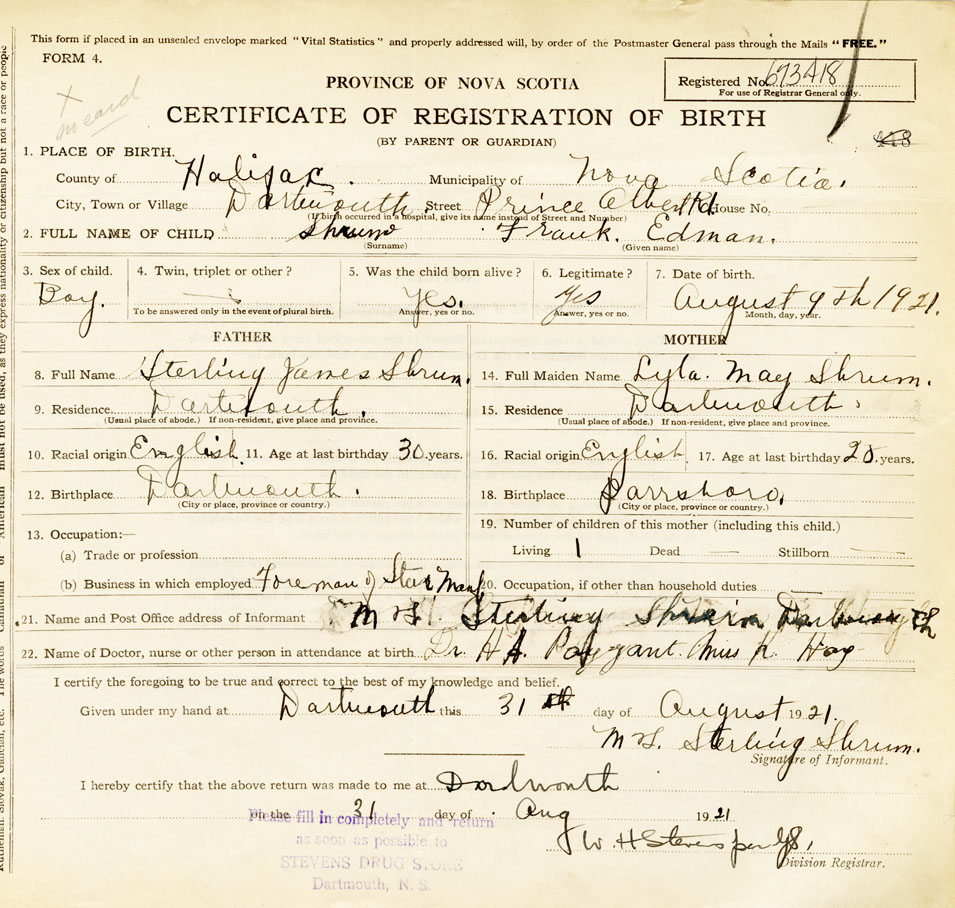 This form if placed in an unsealed envelope marked "Vital Statistics" and properly addressed will, by order of the Postmaster General pass through the Mails "FREE."
FORM 4.
PROVINCE OF NOVA SCOTIA
Registered No. 693418
For use of Registrar General only.
CERTIFICATE OF REGISTRATION OF BIRTH
(BY PARENT OR GUARDIAN)
1. PLACE OF BIRTH.
County of Halifax. Municipality of Nova Scotia.
City, Town or Village Dartmouth. Street Prince Albert Rd. House No.
(If birth occurred in a hospital, give its name instead of Street and Number)
2. FULL NAME OF CHILD Shrum Frank. Edman.
(Surname) (Given name)
3. Sex of child. 4. Twin, triplet or other? 5. Was the child born alive? 6. Legitimate? 7. Date of birth.
Boy. Yes. Yes August 9th 1921.
To be answered only in the event of plural birth. Answer, yes or no. Answer, yes or no. Month, day, year.
FATHER MOTHER
8. Full Name Sterling James Shrum. 14. Full Maiden Name Lyla. May Shrum.
9. Residence Dartmouth. 15. Residence Dartmouth.
(Usual place of abode.) If non-resident, give place and province. (Usual place of abode.) If non-resident, give place and province.
10. Racial origin English. 11. Age at last birthday 30 years. 16. Racial origin English. 17. Age at last birthday 20 years.
12. Birthplace Dartmouth. 18. Birthplace Parrsboro.
(City or place, province or country.) (City or place, province or country.)
19. Number of children of this mother (including this child.)
13. Occupation:—
(a) Trade or profession Living 1 Dead — Stillborn —
(b) Business in which employed Foreman of Star Manf 20. Occupation, if other than household duties
21. Name and Post Office address of Informant Mrs. Sterling Shrum Dartmouth
22. Name of Doctor, nurse or other person in attendance at birth Dr. H A. Payzant. Miss
I certify the foregoing to be true and correct to the best of my knowledge and belief.
Given under my hand at Dartmouth this 31 day of August 1921.
Mrs. Sterling Shrum.
Signature of Informant.
I hereby certify that the above return was made to me at Dartmouth
on the 31 day of Aug 1921
Please fill in completely and return
as soon as possible to
STEVENS DRUG STORE
Dartmouth, N. S.
W. H Stevens per
Division Registrar.